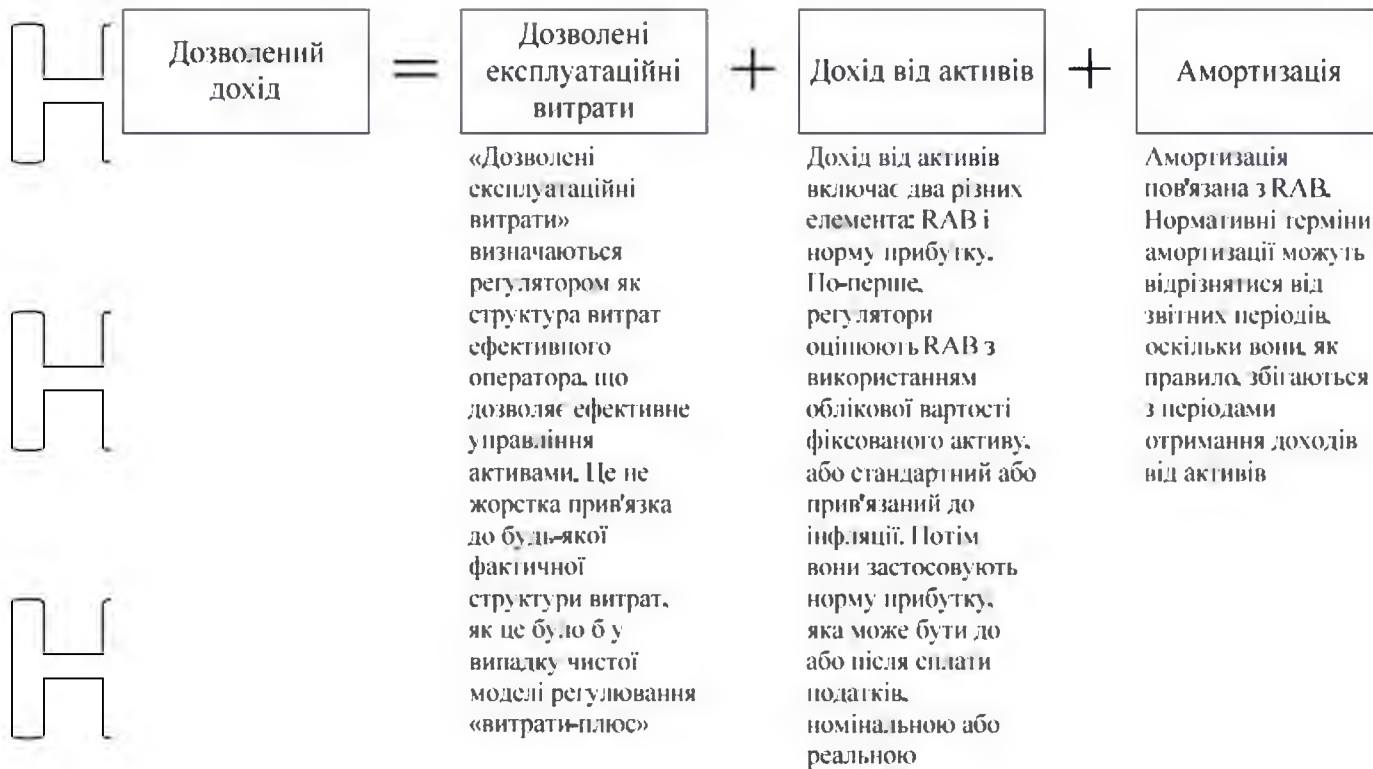 Дозволений
дохід
=
Дозволені
експлуатаційні
витрати
+
Дохід від активів
+
Амортизація
«Дозволені
експлуатаційні
витрати»
визначаються
регулятором як
структура витрат
ефективного
оператора, що
дозволяє ефективне
управління
активами. Це не
жорстка прив'язка
до будь-якої
фактичної
структури витрат,
як це було б у
випадку чистої
моделі регулювання
«витрати-плюс»
Дохід від активів
включає два різних
елемента: RAB і
норму прибутку.
По-перше,
регулятори
оцінюють RAB з
використанням
облікової вартості
фіксованого активу,
або стандартний або
прив'язаний до
інфляції. Потім
вони застосовують
норму прибутку,
яка може бути до
або після сплати
податків,
номінальною або
реальною
Амортизація
пов'язана з RAB.
Нормативні терміни
амортизації можуть
відрізнятися від
звітних періодів,
оскільки вони, як
правило, збігаються
з періодами
отримання доходів
від активів